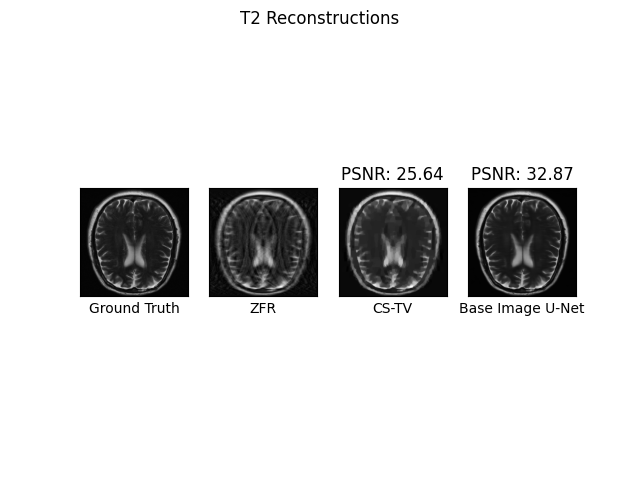 T2 Reconstructions
PSNR: 25.64
PSNR: 32.87
Ground Truth
ZFR
CS-TV
Base Image U-Net